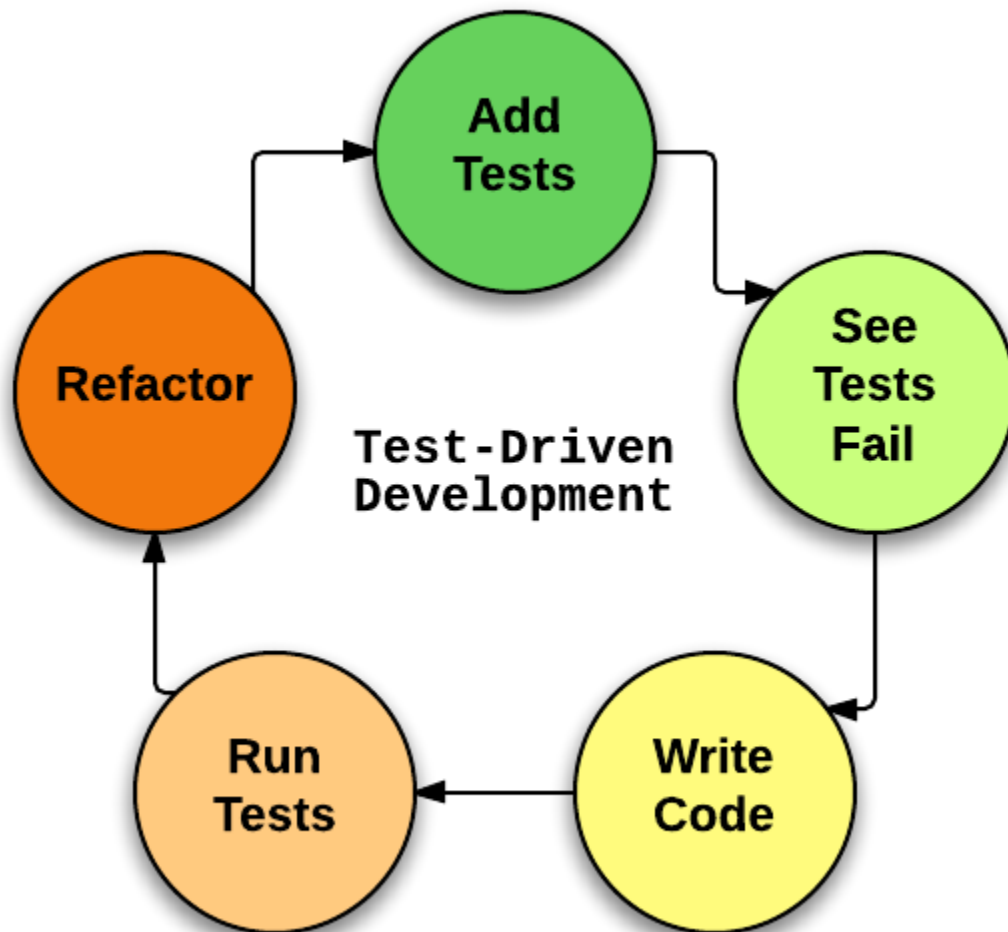 Add
Tests
See
Tests
Fail
Write
Code
Run
Tests
Refactor
Test-Driven
Development